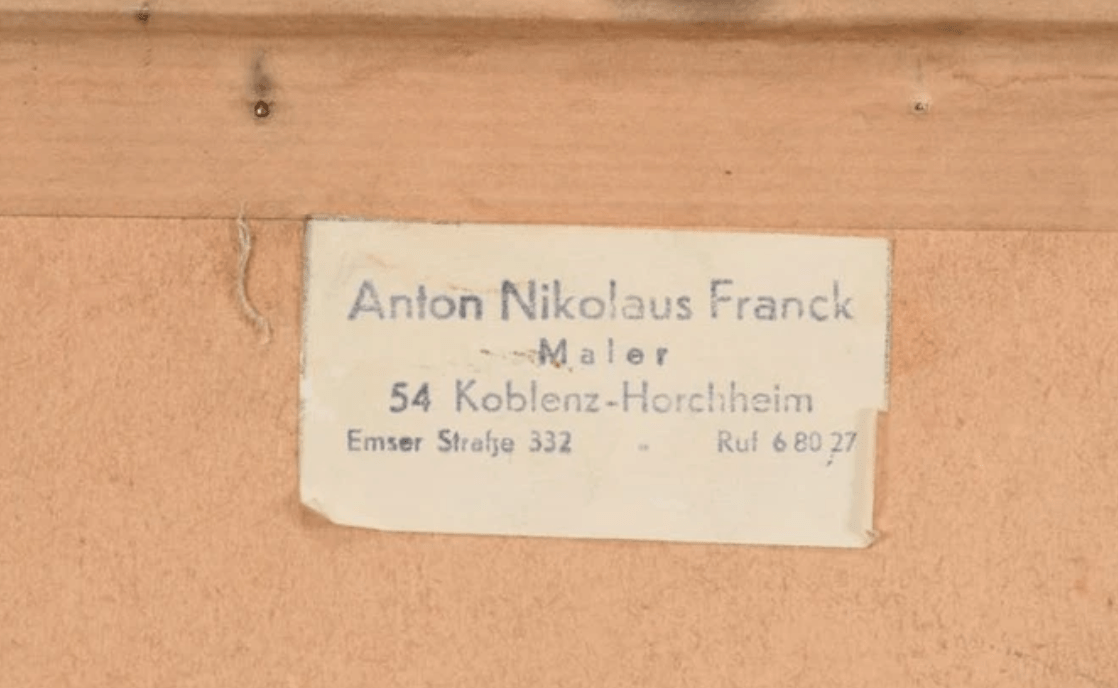 Anton Nikolaus Franck
Maler
54 Koblenz-Horchheim
Emser Straße 332 - Ruf 6 80 27